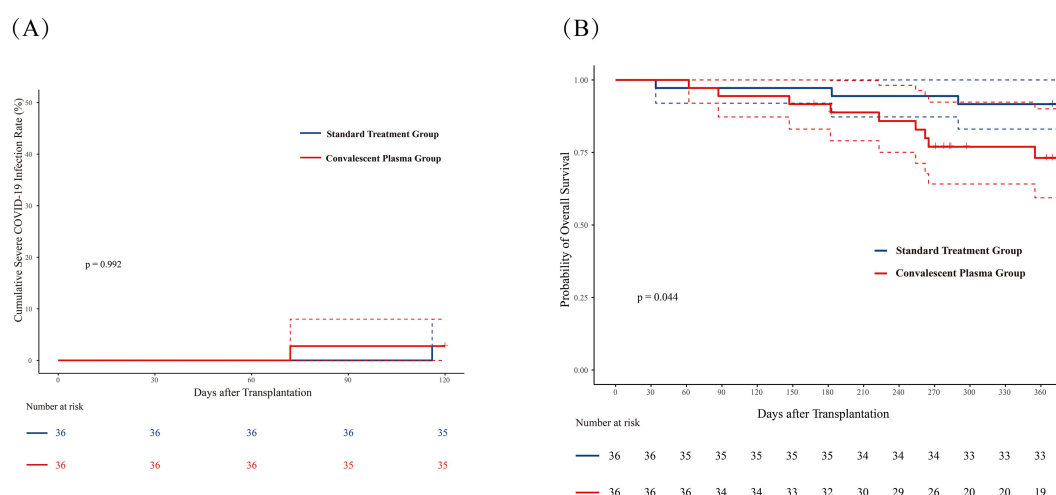 (A)
Cumulative Severe COVID-19 Infection Rate (%)
50
40
30
20
10
0
Standard Treatment Group
Convalescent Plasma Group
p = 0.992
0 30 60 90 120
Days after Transplantation
Number at risk
36 36 36 36 35
36 36 36 35 35
(B)
Probability of Overall Survival
1.00
0.75
0.50
0.25
0.00
Standard Treatment Group
Convalescent Plasma Group
p = 0.044
0 30 60 90 120 150 180 210 240 270 300 330 360
Days after Transplantation
Number at risk
36 36 35 35 35 35 35 34 34 34 33 33 33
36 36 36 34 34 33 32 30 29 26 20 20 19